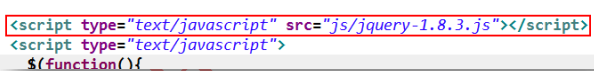 <script type="text/javascript" src="js/jquery-1.8.3.js"></script>
<script type="text/javascript">
$(function(){